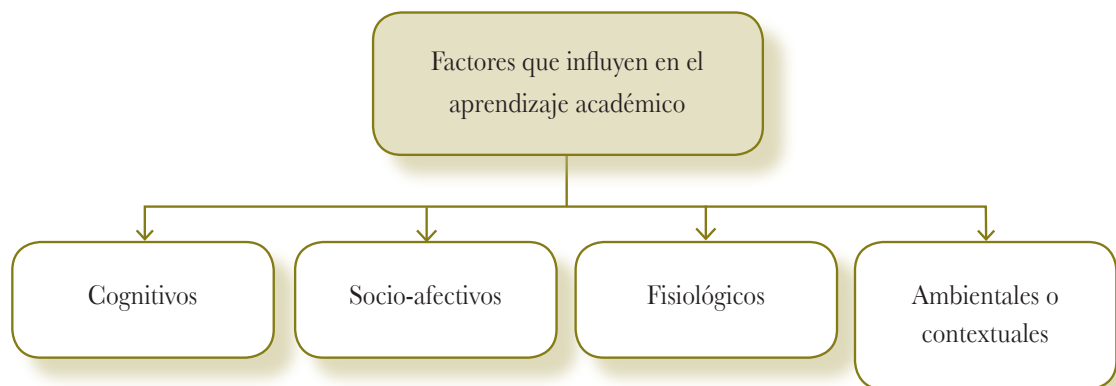 Factores que influyen en el
aprendizaje académico
Cognitivos
Socio-afectivos
Fisiológicos
Ambientales o
contextuales